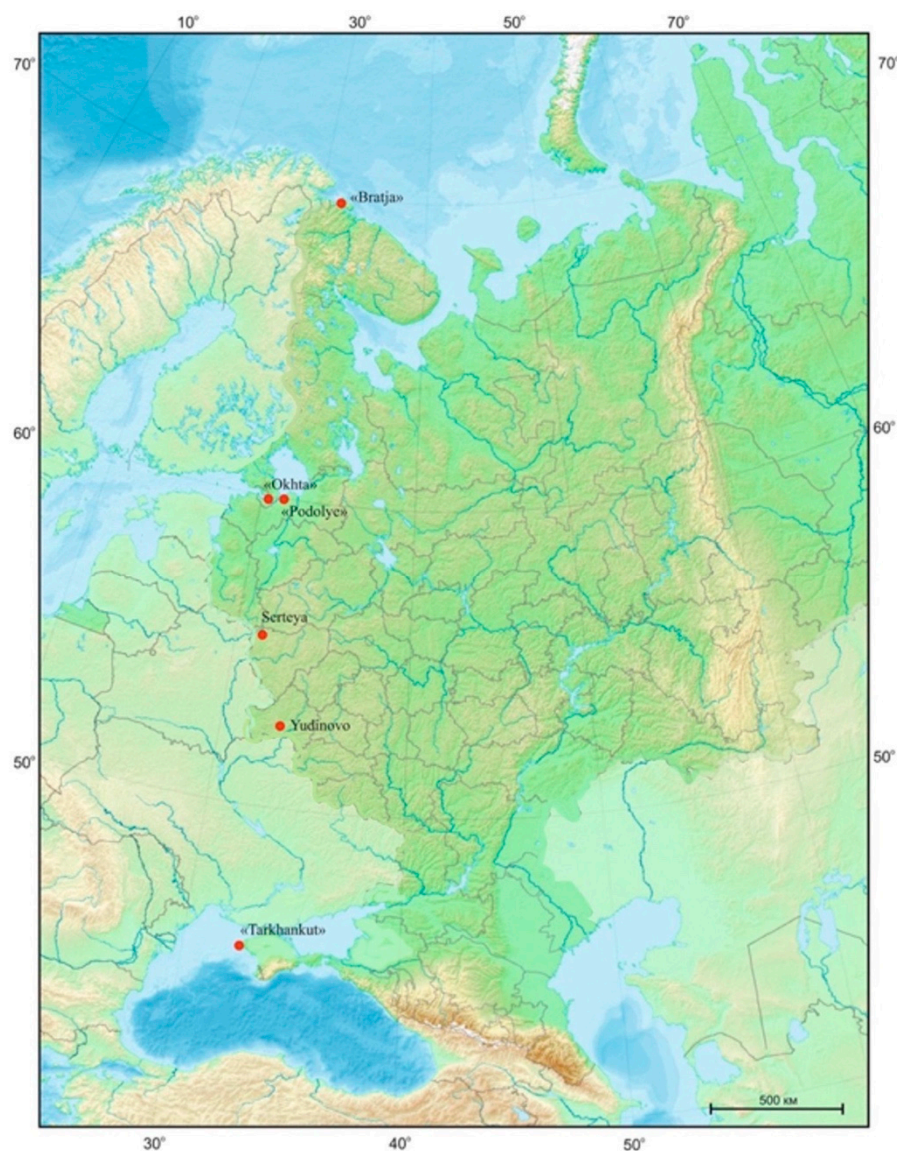 10° 30° 50° 70°
70° 70°
«Bratja»
60° 60°
«Okhta»
«Podolye»
Serteya
Yudinovo
50° 50°
«Tarkhankut»
500 км
30° 40° 50°